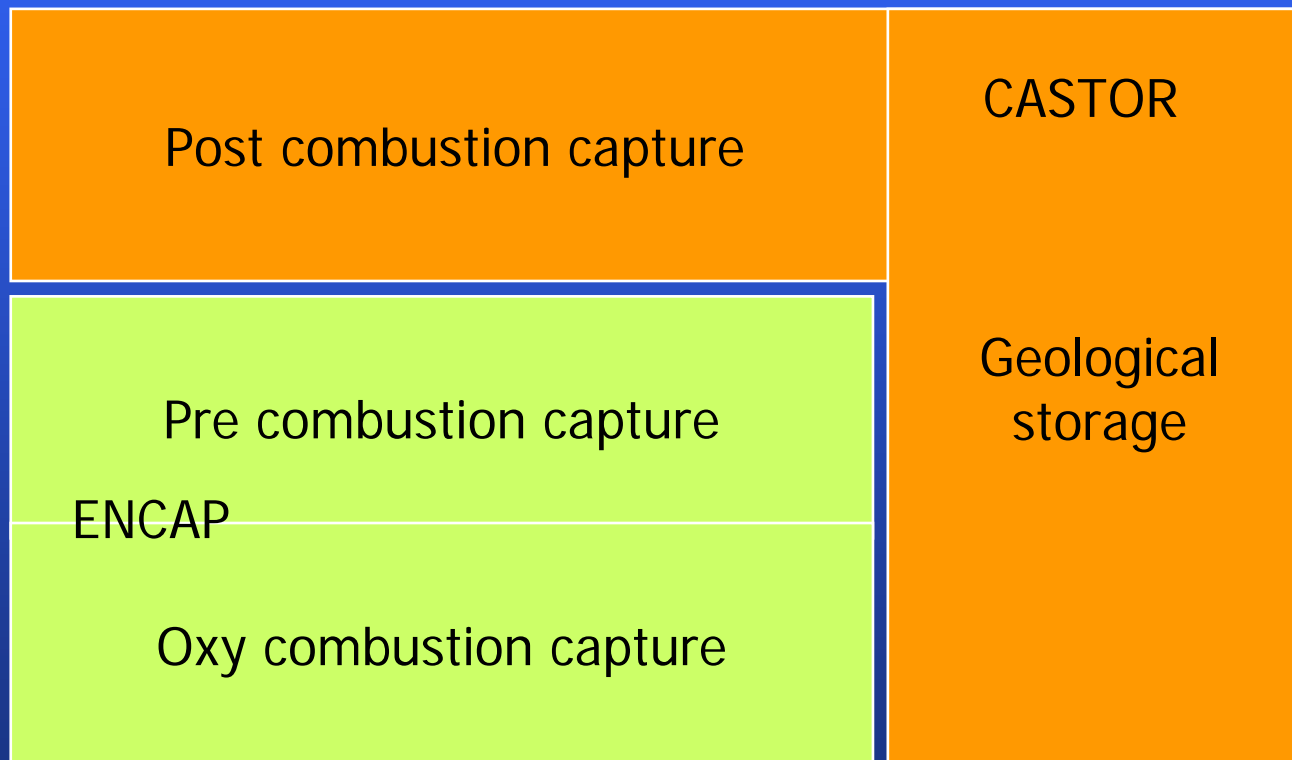 CASTOR
Post combustion capture
Geological
storage
Pre combustion capture
ENCAP
Oxy combustion capture